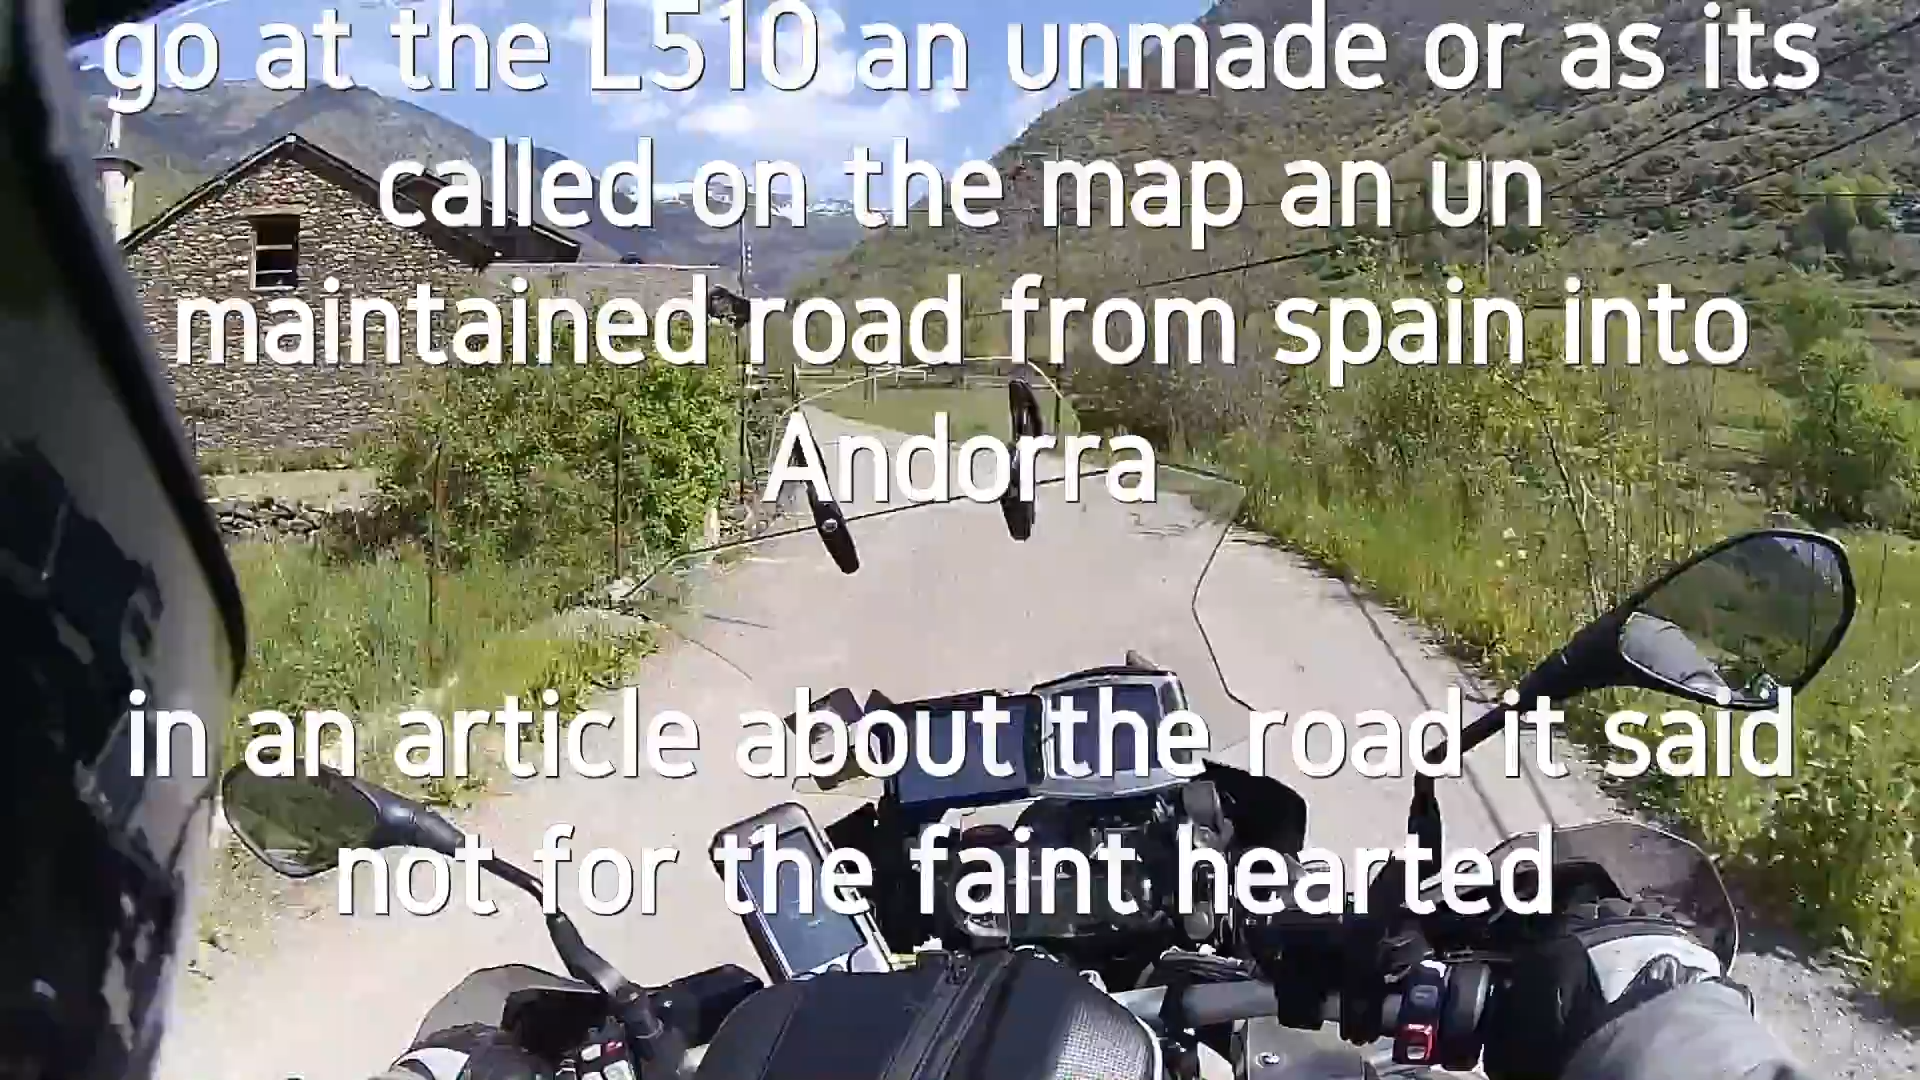 go at the L510 an unmade or as its
called on the map an un
maintained road from spain into
Andorra
in an article about the road it said
not for the faint hearted